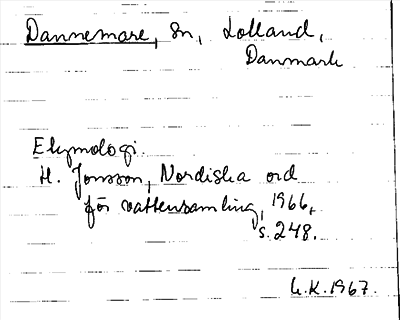 Dannemare, Sn, Lolland,
Danmark
Etymologi.
H. Jonsson, Nordiska ord
för vattensamling, 1966,
s. 248.
G.K. 1967.